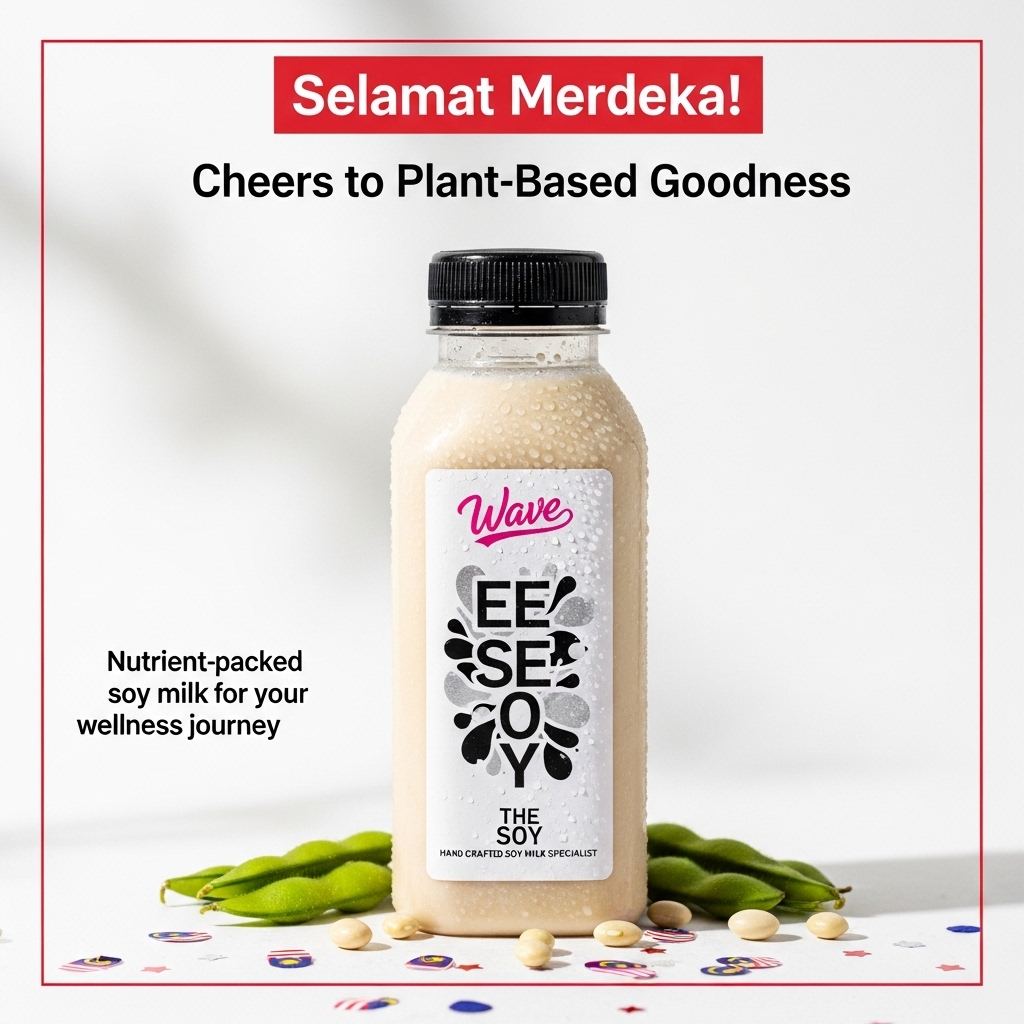 Selamat Merdeka!
Cheers to Plant-Based Goodness
Wave
EE
SE
O
Y
THE
SOY
HAND CRAFTED SOY MILK SPECIALIST
Nutrient-packed
soy milk for your
wellness journey